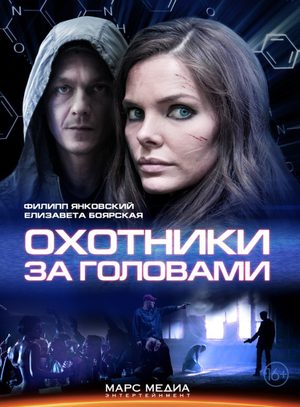 ФИЛИПП ЯНКОВСКИЙ
ЕЛИЗАВЕТА БОЯРСКАЯ
ОХОТНИКИ
ЗА ГОЛОВАМИ
16+
МАРС МЕДИА
ЭНТЕРТЕЙНМЕНТ